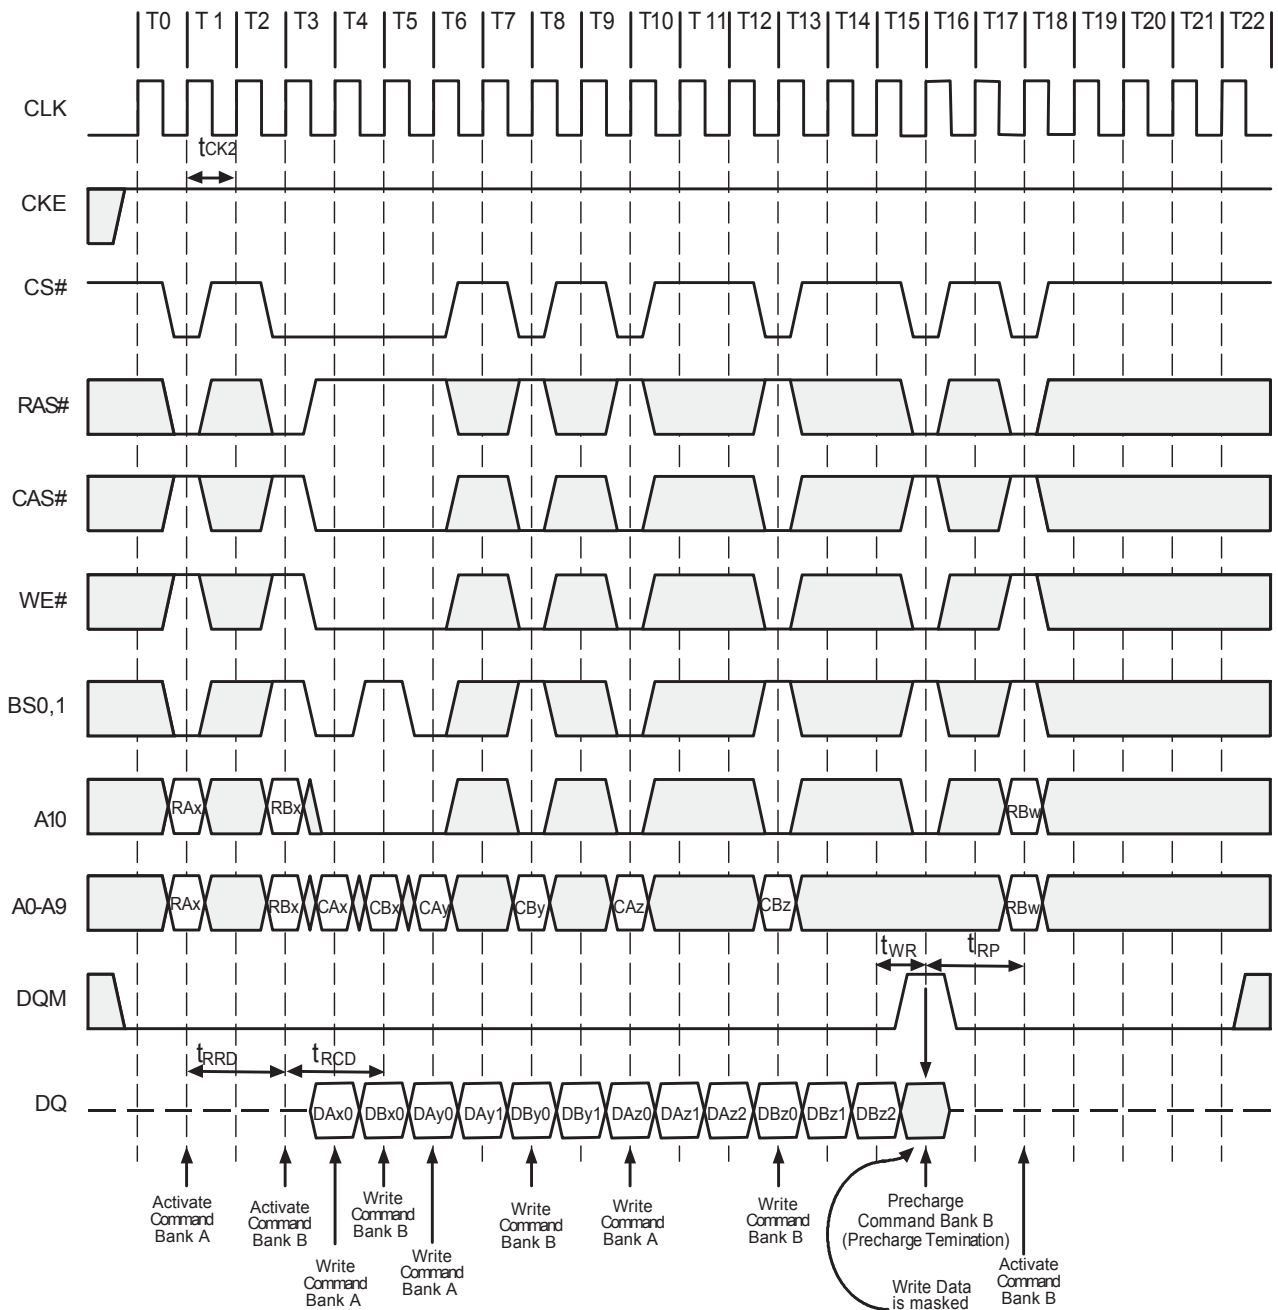 T0 T 1 T2 T3 T4 T5 T6 T7 T8 T9 T10 T 11 T12 T13 T14 T15 T16 T17 T18 T19 T20 T21 T22
CLK
tCK2
CKE
CS#
RAS#
CAS#
WE#
BS0,1
RAx RBx RBw
A10
A0-A9 RAx RBx CAx CBx CAy CBy CAz CBz RBw
tWR tRP
DQM
tRRD tRCD
DQ DAx0 DBx0 DAy0 DAy1 DBy0 DBy1 DAz0 DAz1 DAz2 DBz0 DBz1 DBz2
Activate
Command
Bank A
Activate
Command
Bank B
Write
Command
Bank A
Write
Command
Bank B
Write
Command
Bank A
Write
Command
Bank B
Write
Command
Bank A
Write
Command
Bank B
Precharge
Command Bank B
(Precharge Temination)
Write Data
is masked
Activate
Command
Bank B